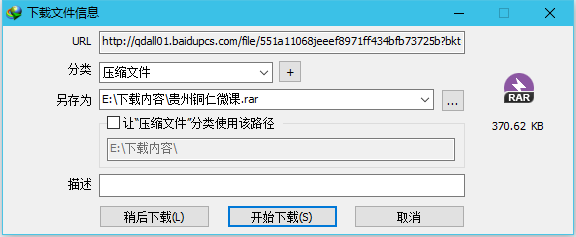 下载文件信息
URL http://qdall01.baidupcs.com/file/551a11068jeeef8971ff434bfb73725b?bkt
分类 压缩文件 +
另存为 E:\下载内容\贵州铜仁微课.rar ...
RAR
370.62 KB
让“压缩文件”分类使用该路径
E:\下载内容\
描述
稍后下载(L) 开始下载(S) 取消